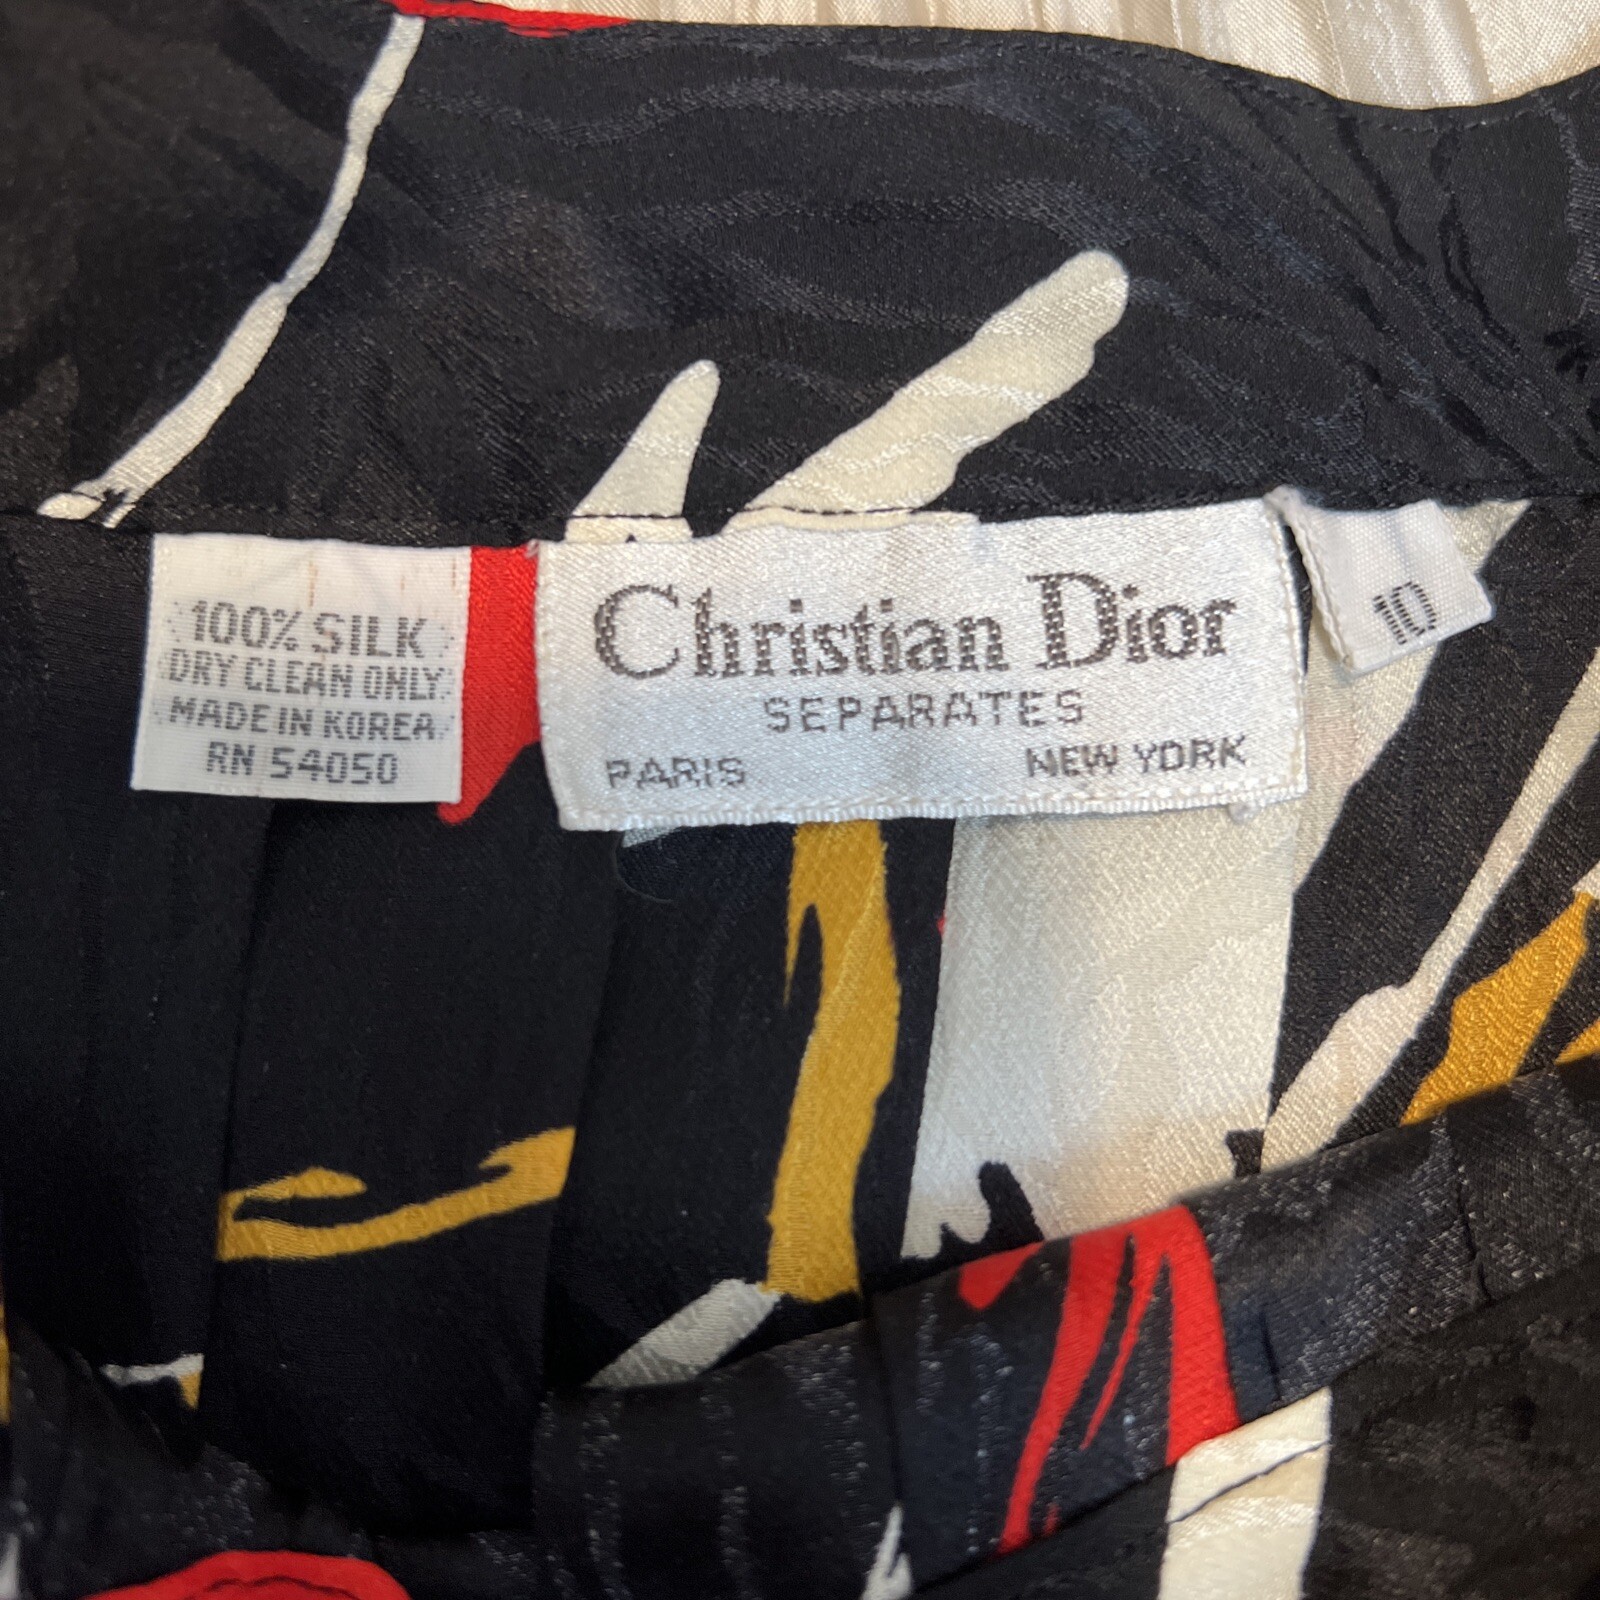 100% SILK
DRY CLEAN ONLY
MADE IN KOREA
RN 54050
Christian Dior
SEPARATES
PARIS NEW YORK
10